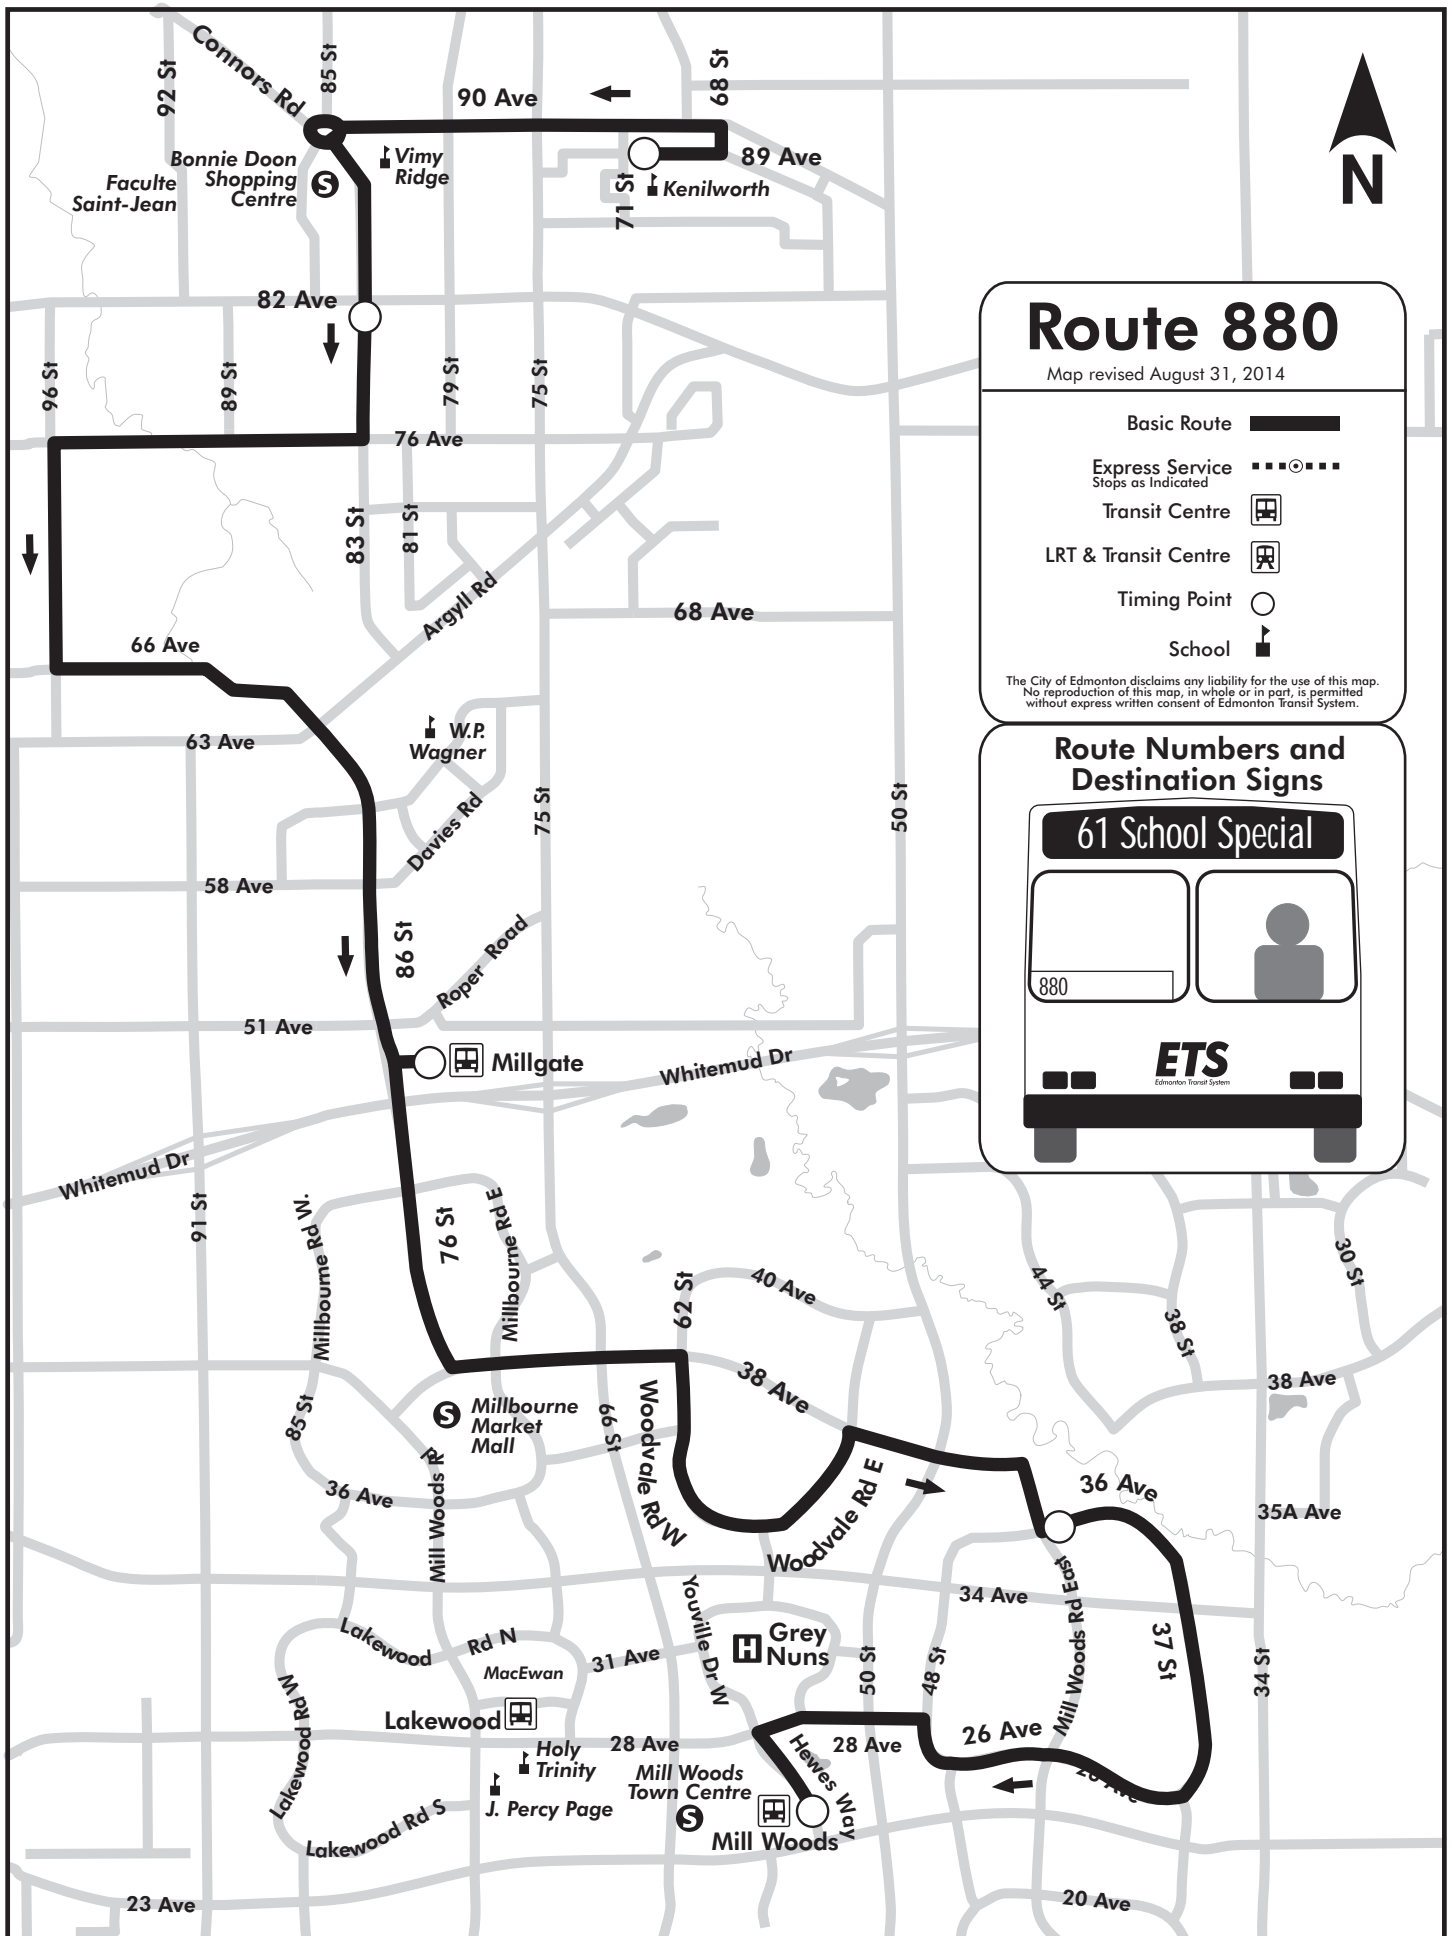 Connors Rd
92 St
85 St
90 Ave
68 St
Bonnie Doon
Shopping
Centre
S
Vimy
Ridge
89 Ave
Faculte
Saint-Jean
71 St
Kenilworth
N
82 Ave
96 St
89 St
79 St
75 St
76 Ave
83 St
81 St
Argyll Rd
68 Ave
66 Ave
63 Ave
W.P.
Wagner
75 St
50 St
Davies Rd
58 Ave
86 St
Roper Road
51 Ave
Millgate
Whitemud Dr
Whitemud Dr
91 St
Route 880
Map revised August 31, 2014
Basic Route
Express Service
Stops as Indicated
Transit Centre
LRT & Transit Centre
Timing Point
School
The City of Edmonton disclaims any liability for the use of this map.
No reproduction of this map, in whole or in part, is permitted
without express written consent of Edmonton Transit System.
Route Numbers and
Destination Signs
61 School Special
880
ETS
Edmonton Transit System
Millbourne Rd W.
76 St
Millbourne Rd E
62 St
40 Ave
44 St
38 St
30 St
38 Ave
38 Ave
85 St
S
Millbourne
Market
Mall
66 St
Woodvale Rd W
Woodvale Rd E
36 Ave
36 Ave
35A Ave
Mill Woods R
34 Ave
Mill Woods Rd East
37 St
34 St
Lakewood Rd N
MacEwan
31 Ave
Youville Dr W
H
Grey
Nuns
50 St
48 St
Lakewood Rd W
Lakewood
28 Ave
28 Ave
26 Ave
Holy
Trinity
J. Percy Page
Mill Woods
Town Centre
S
Hewes Way
Mill Woods
Lakewood Rd S
23 Ave
20 Ave